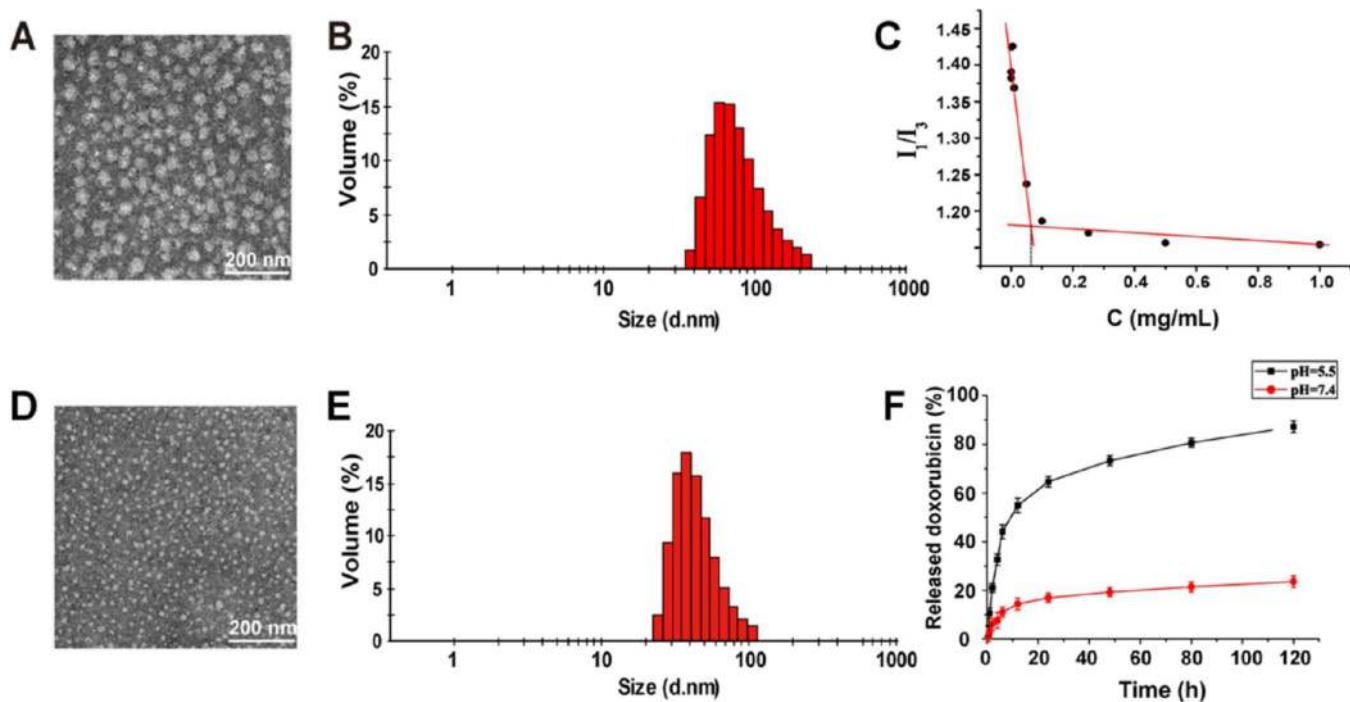 A
200 nm
B
20
15
10
5
0
Volume (%)
1 10 100 1000
Size (d.nm)
C
1.45
1.40
1.35
1.30
1.25
1.20
I₁/I₃
0.0 0.2 0.4 0.6 0.8 1.0
C (mg/mL)
D
200 nm
E
20
15
10
5
0
Volume (%)
1 10 100 1000
Size (d.nm)
F
pH=5.5
pH=7.4
100
80
60
40
20
0
Released doxorubicin (%)
0 20 40 60 80 100 120
Time (h)